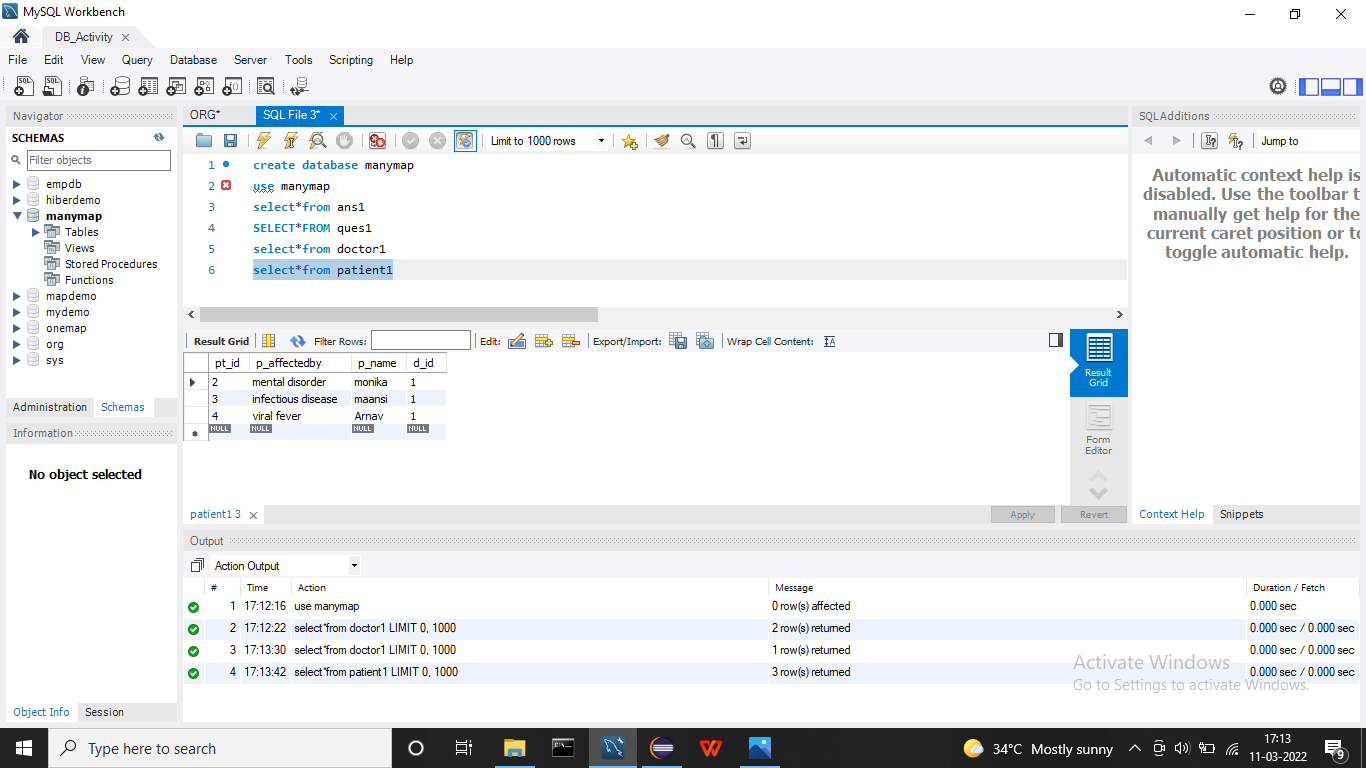 MySQL Workbench
DB_Activity
File Edit View Query Database Server Tools Scripting Help
Navigator
SCHEMAS
Filter objects
empdb
hiberdemo
manymap
Tables
Views
Stored Procedures
Functions
mapdemo
mydemo
onemap
org
sys
Administration Schemas
Information
No object selected
Object Info Session
ORG* SQL File 3*
Limit to 1000 rows
1 create database manymap
2 use manymap
3 select*from ans1
4 SELECT*FROM ques1
5 select*from doctor1
6 select*from patient1
Result Grid Filter Rows: Edit: Export/Import: Wrap Cell Content:
pt_id p_affectedby p_name d_id
2 mental disorder monika 1
3 infectious disease maansi 1
4 viral fever Arnav 1
NULL NULL NULL NULL
Result
Grid
Form
Editor
patient1 3
Apply Revert
SQLAdditions
Jump to
Automatic context help is
disabled. Use the toolbar t
manually get help for the
current caret position or to
toggle automatic help.
Context Help Snippets
Output
Action Output
# Time Action Message Duration / Fetch
1 17:12:16 use manymap 0 row(s) affected 0.000 sec
2 17:12:22 select*from doctor1 LIMIT 0, 1000 2 row(s) returned 0.000 sec / 0.000 sec
3 17:13:30 select*from doctor1 LIMIT 0, 1000 1 row(s) returned 0.000 sec / 0.000 sec
4 17:13:42 select*from patient1 LIMIT 0, 1000 3 row(s) returned 0.000 sec / 0.000 sec
Activate Windows
Go to Settings to activate Windows.
Type here to search
34°C Mostly sunny
17:13
11-03-2022
9